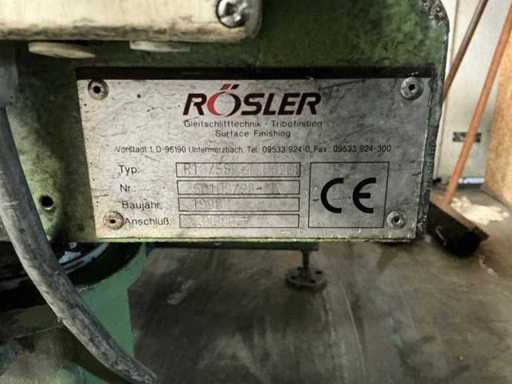 RÖSLER
Gleitschlifttechnik · Tribofinition
Surface Finishing
Vorstadt 1, D-96190 Untermerzbach, Tel. 09533 924-0, Fax: 09533 924-300
Typ:
Nr.
Baujahr:
Anschluß:
CE